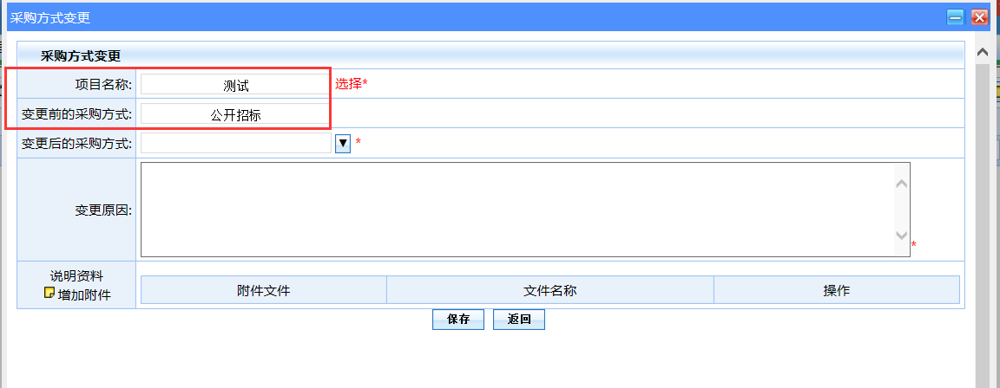 采购方式变更
采购方式变更
项目名称: 测试 选择*
变更前的采购方式: 公开招标
变更后的采购方式: ▼ *
变更原因: *
说明资料
增加附件
附件文件 文件名称 操作
保存 返回